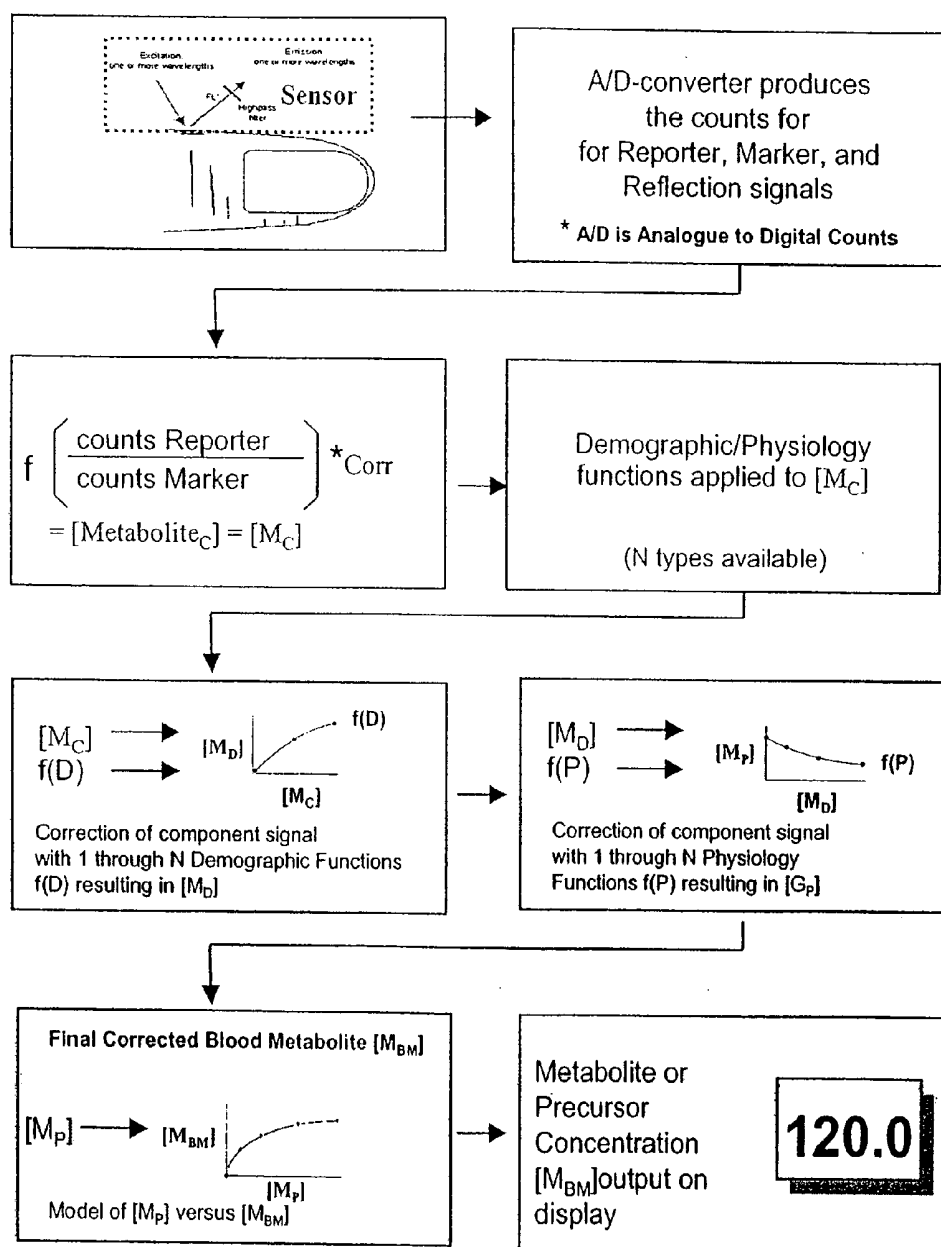 Excitation
one or more wavelengths
Emission
one or more wavelengths
FL
Highpass
filter
Sensor
A/D-converter produces
the counts for
for Reporter, Marker, and
Reflection signals
* A/D is Analogue to Digital Counts
f ( counts Reporter
counts Marker ) *Corr
= [Metabolite_C] = [M_C]
Demographic/Physiology
functions applied to [M_C]
(N types available)
[M_C]
f(D)
[M_D]
f(D)
[M_C]
Correction of component signal
with 1 through N Demographic Functions
f(D) resulting in [M_D]
[M_D]
f(P)
[M_P]
f(P)
[M_D]
Correction of component signal
with 1 through N Physiology
Functions f(P) resulting in [G_P]
Final Corrected Blood Metabolite [M_BM]
[M_P]
[M_BM]
[M_P]
Model of [M_P] versus [M_BM]
Metabolite or
Precursor
Concentration
[M_BM]output on
display
120.0